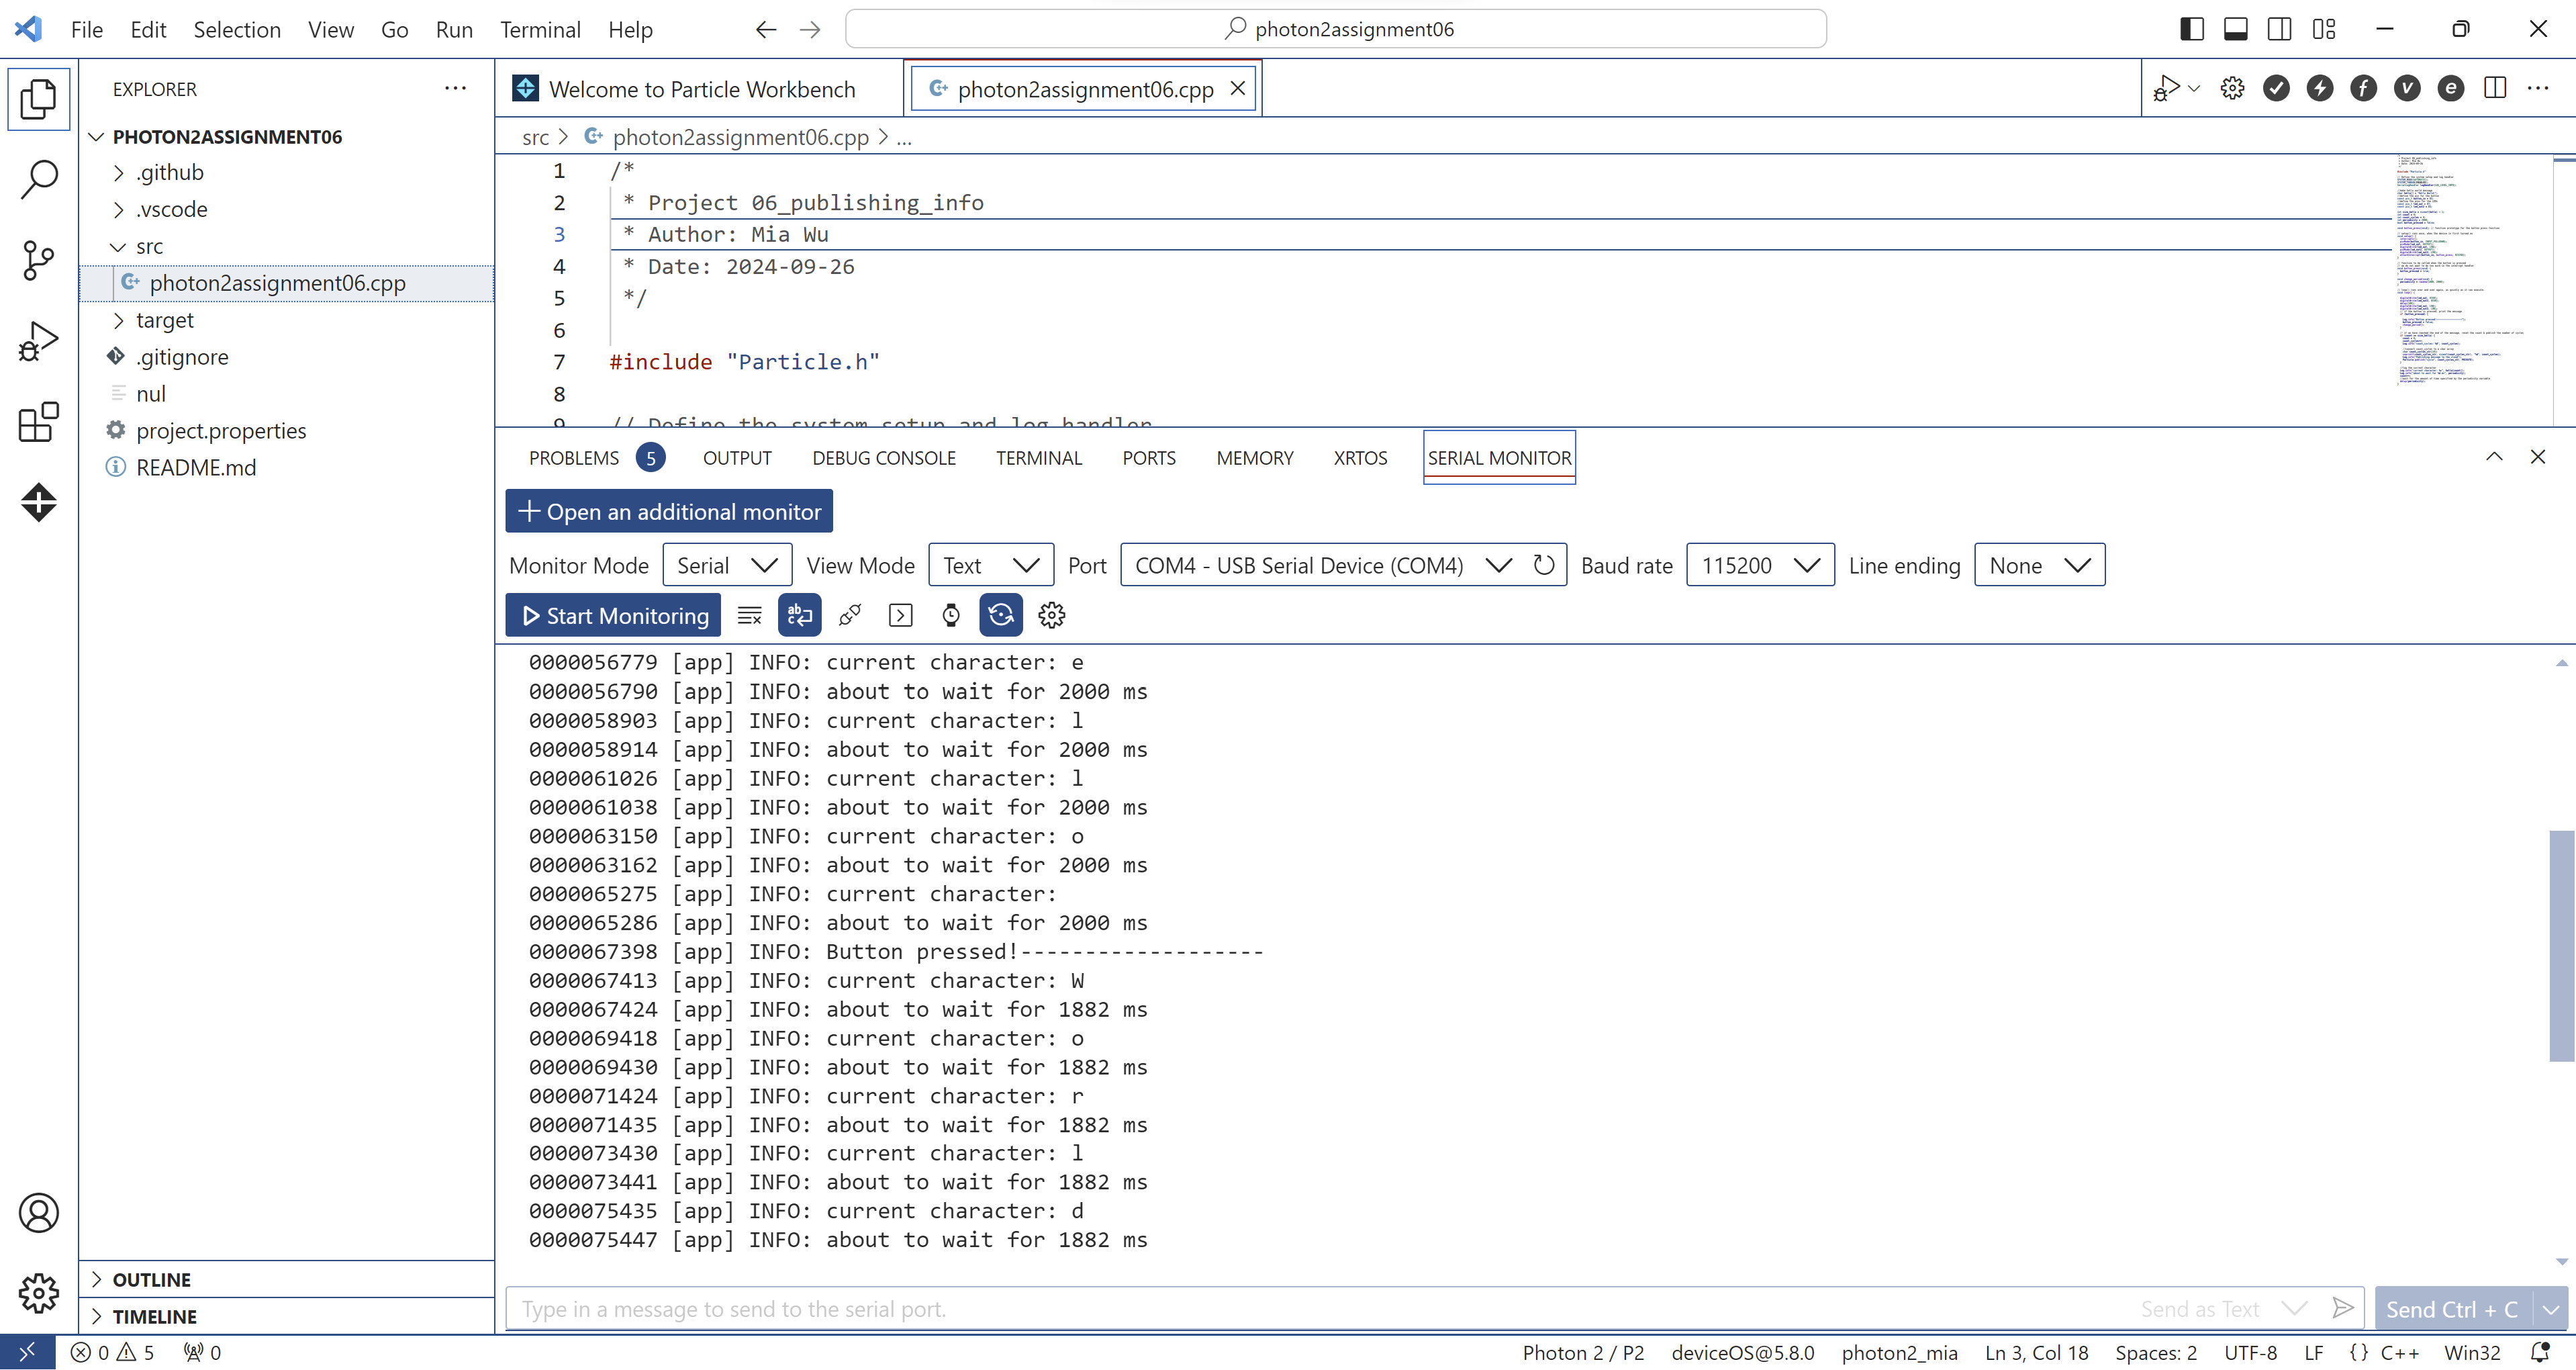 File Edit Selection View Go Run Terminal Help
photon2assignment06
EXPLORER
PHOTON2ASSIGNMENT06
.github
.vscode
src
photon2assignment06.cpp
target
.gitignore
nul
project.properties
README.md
OUTLINE
TIMELINE
Welcome to Particle Workbench
photon2assignment06.cpp
src > photon2assignment06.cpp > ...
1 /*
2 * Project 06_publishing_info
3 * Author: Mia Wu
4 * Date: 2024-09-26
5 */
6
7 #include "Particle.h"
8
9 // Define the system setup and log handler
PROBLEMS 5 OUTPUT DEBUG CONSOLE TERMINAL PORTS MEMORY XRTOS SERIAL MONITOR
Open an additional monitor
Monitor Mode Serial View Mode Text Port COM4 - USB Serial Device (COM4) Baud rate 115200 Line ending None
Start Monitoring
0000056779 [app] INFO: current character: e
0000056790 [app] INFO: about to wait for 2000 ms
0000058903 [app] INFO: current character: l
0000058914 [app] INFO: about to wait for 2000 ms
0000061026 [app] INFO: current character: l
0000061038 [app] INFO: about to wait for 2000 ms
0000063150 [app] INFO: current character: o
0000063162 [app] INFO: about to wait for 2000 ms
0000065275 [app] INFO: current character:
0000065286 [app] INFO: about to wait for 2000 ms
0000067398 [app] INFO: Button pressed!-------------------
0000067413 [app] INFO: current character: W
0000067424 [app] INFO: about to wait for 1882 ms
0000069418 [app] INFO: current character: o
0000069430 [app] INFO: about to wait for 1882 ms
0000071424 [app] INFO: current character: r
0000071435 [app] INFO: about to wait for 1882 ms
0000073430 [app] INFO: current character: l
0000073441 [app] INFO: about to wait for 1882 ms
0000075435 [app] INFO: current character: d
0000075447 [app] INFO: about to wait for 1882 ms
Type in a message to send to the serial port. Send as Text Send Ctrl + C
0 5 0 Photon 2 / P2 deviceOS@5.8.0 photon2_mia Ln 3, Col 18 Spaces: 2 UTF-8 LF {} C++ Win32